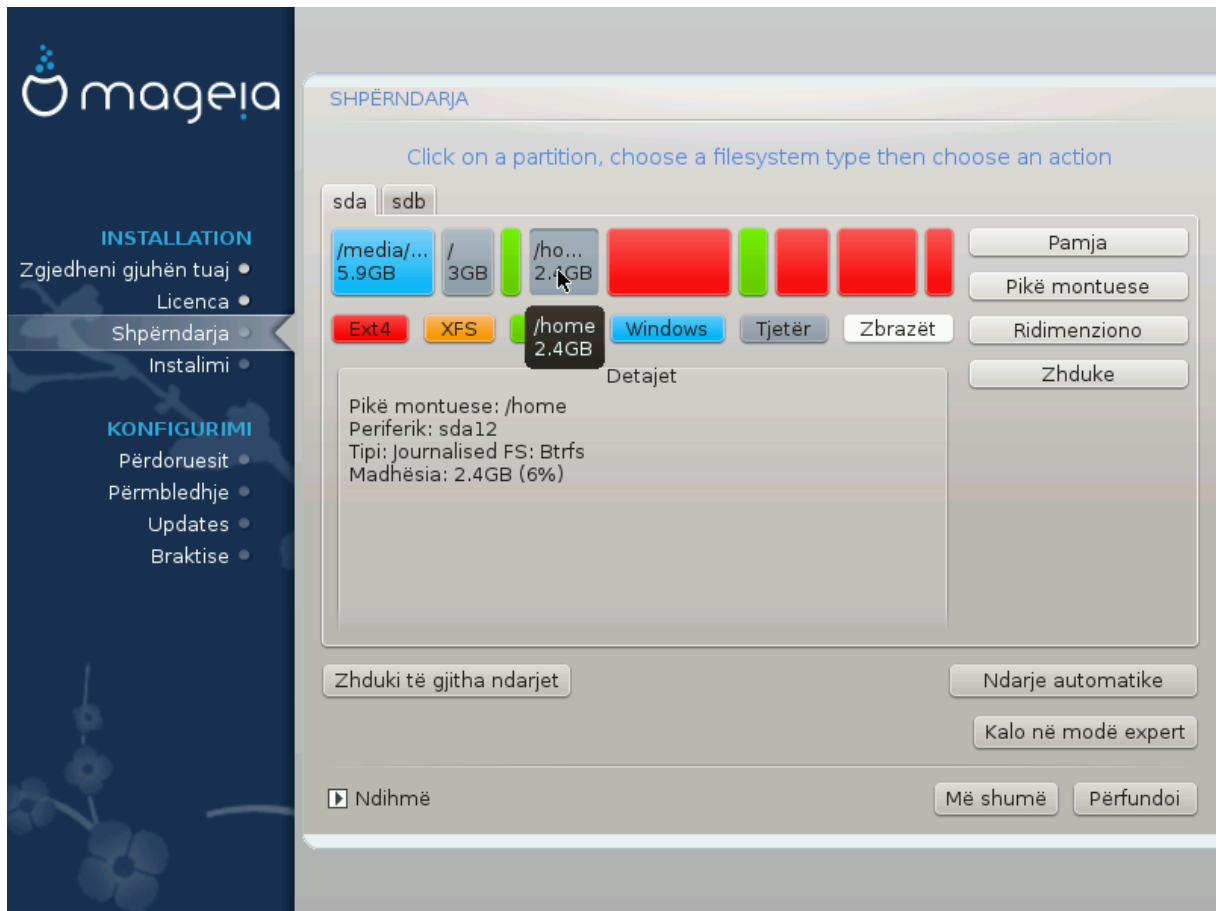 mageia
INSTALLATION
Zgjedheni gjuhën tuaj
Licenca
Shpërndarja
Instalimi
KONFIGURIMI
Përdoruesit
Përmbledhje
Updates
Braktise
SHPËRNDARJA
Click on a partition, choose a filesystem type then choose an action
sda sdb
/media/... / /ho...
5.9GB 3GB 2.4GB
Ext4 XFS Windows Tjetër Zbrazët
/home
2.4GB
Pamja
Pikë montuese
Ridimenziono
Zhduke
Detajet
Pikë montuese: /home
Periferik: sda12
Tipi: Journalised FS: Btrfs
Madhësia: 2.4GB (6%)
Zhduki të gjitha ndarjet
Ndarje automatike
Kalo në modë expert
Ndihmë
Më shumë
Përfundoi